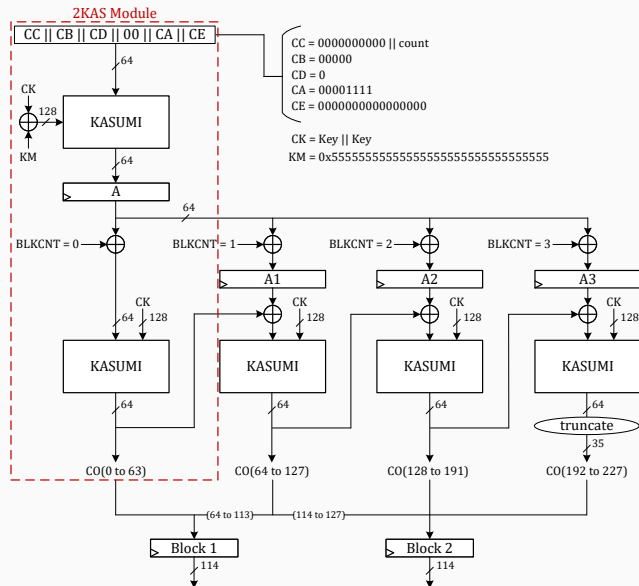 2KAS Module
CC || CB || CD || 00 || CA || CE
CC = 0000000000 || count
CB = 00000
CD = 0
CA = 00001111
CE = 0000000000000000
CK = Key || Key
KM = 0x55555555555555555555555555555555
64
CK
128
KASUMI
KM
64
A
64
BLKCNT = 0
BLKCNT = 1
BLKCNT = 2
BLKCNT = 3
A1
A2
A3
CK
CK
CK
CK
64
128
128
128
128
KASUMI
KASUMI
KASUMI
KASUMI
64
64
64
64
truncate
35
CO(0 to 63)
CO(64 to 127)
CO(128 to 191)
CO(192 to 227)
(64 to 113)
(114 to 127)
Block 1
Block 2
114
114